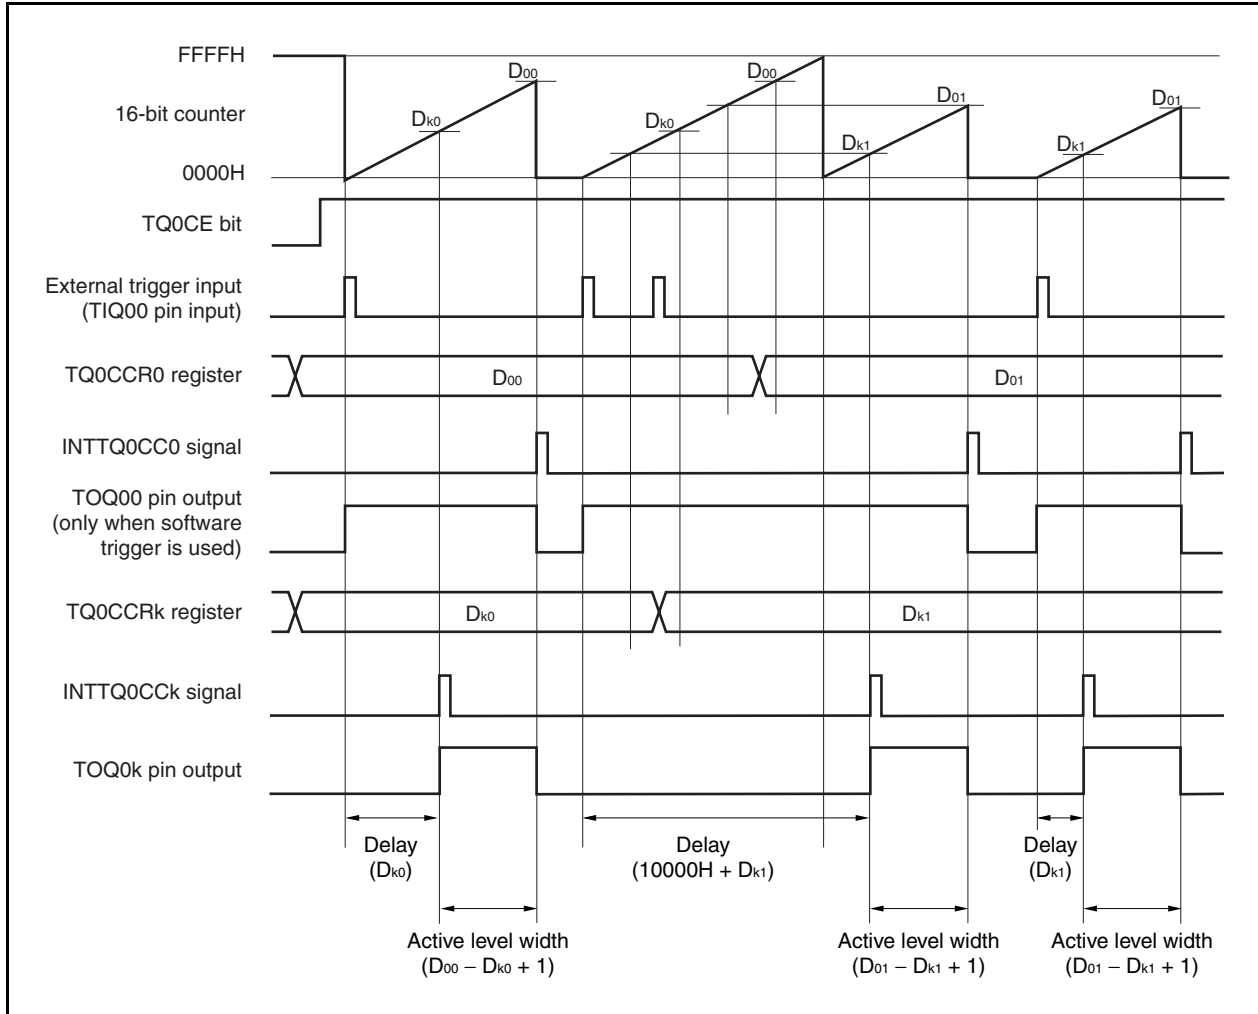 FFFFH
D00
D00
D01
D01
16-bit counter
Dk0
Dk0
Dk1
Dk1
0000H
TQ0CE bit
External trigger input
(TIQ00 pin input)
TQ0CCR0 register
D00
D01
INTTQ0CC0 signal
TOQ00 pin output
(only when software
trigger is used)
TQ0CCRk register
Dk0
Dk1
INTTQ0CCk signal
TOQ0k pin output
Delay
(Dk0)
Delay
(10000H + Dk1)
Delay
(Dk1)
Active level width
(D00 − Dk0 + 1)
Active level width
(D01 − Dk1 + 1)
Active level width
(D01 − Dk1 + 1)